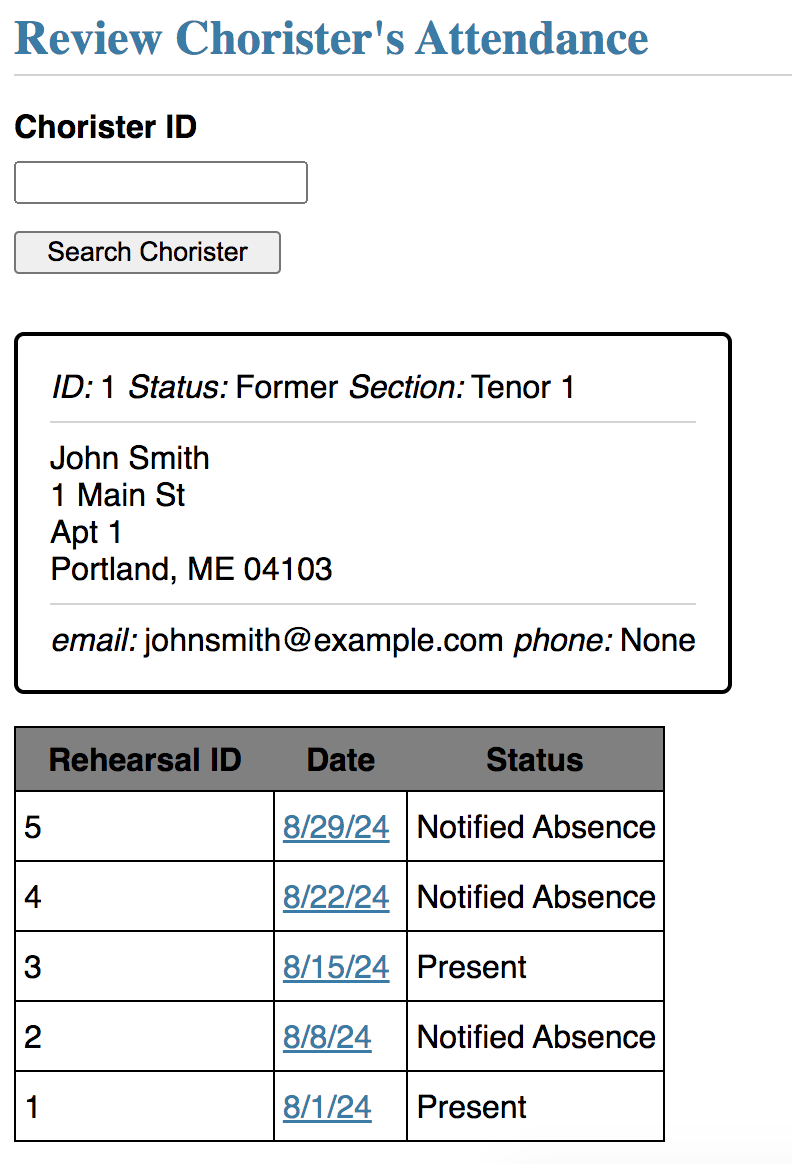 Review Chorister's Attendance
Chorister ID
Search Chorister
ID: 1 Status: Former Section: Tenor 1
John Smith
1 Main St
Apt 1
Portland, ME 04103
email: johnsmith@example.com phone: None
Rehearsal ID Date Status
5 8/29/24 Notified Absence
4 8/22/24 Notified Absence
3 8/15/24 Present
2 8/8/24 Notified Absence
1 8/1/24 Present